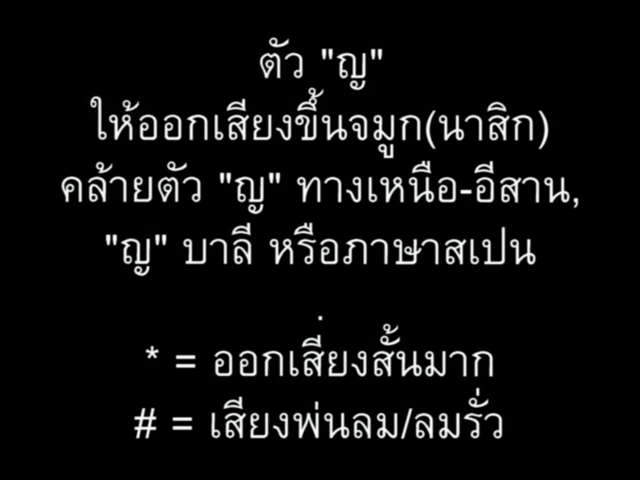 ตัว "ญ"
ให้ออกเสียงขึ้นจมูก(นาสิก)
คล้ายตัว "ญ" ทางเหนือ-อีสาน,
"ญ" บาลี หรือภาษาสเปน
.
* = ออกเสี่ยงสั้นมาก
# = เสียงพ่นลม/ลมรั่ว